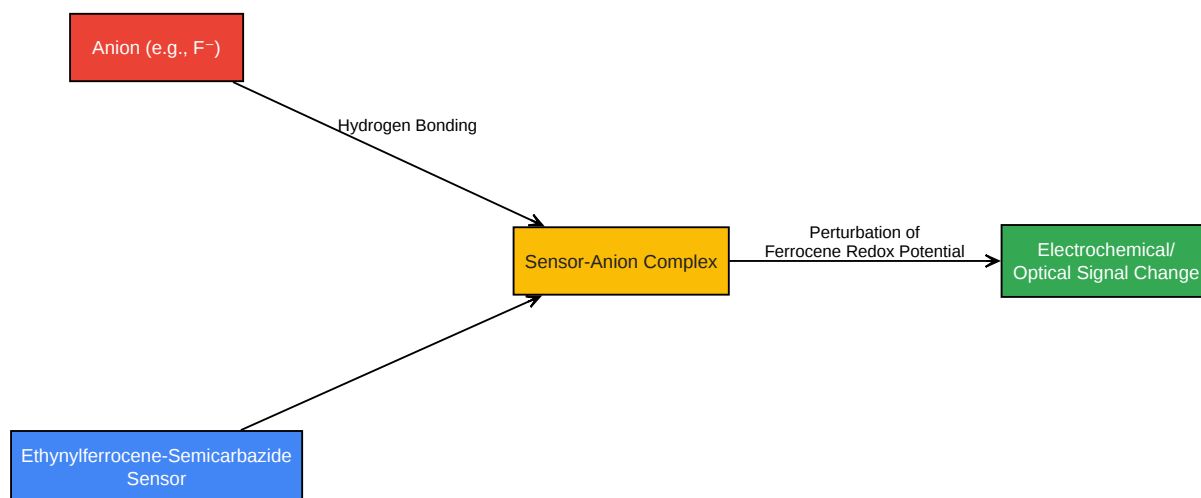 Anion (e.g., F⁻)
Hydrogen Bonding
Perturbation of
Ferrocene Redox Potential
Sensor-Anion Complex
Electrochemical/
Optical Signal Change
Ethynylferrocene-Semicarbazide
Sensor